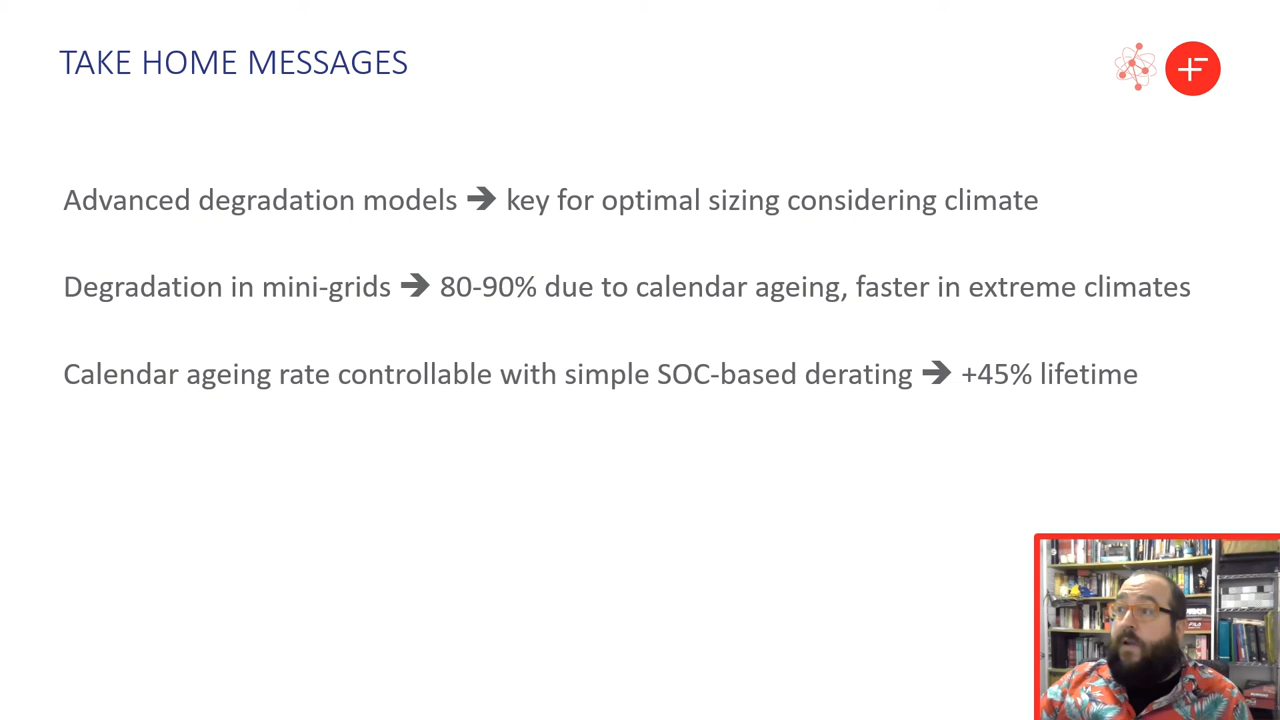 TAKE HOME MESSAGES
Advanced degradation models ➔ key for optimal sizing considering climate
Degradation in mini-grids ➔ 80-90% due to calendar ageing, faster in extreme climates
Calendar ageing rate controllable with simple SOC-based derating ➔ +45% lifetime
FILA